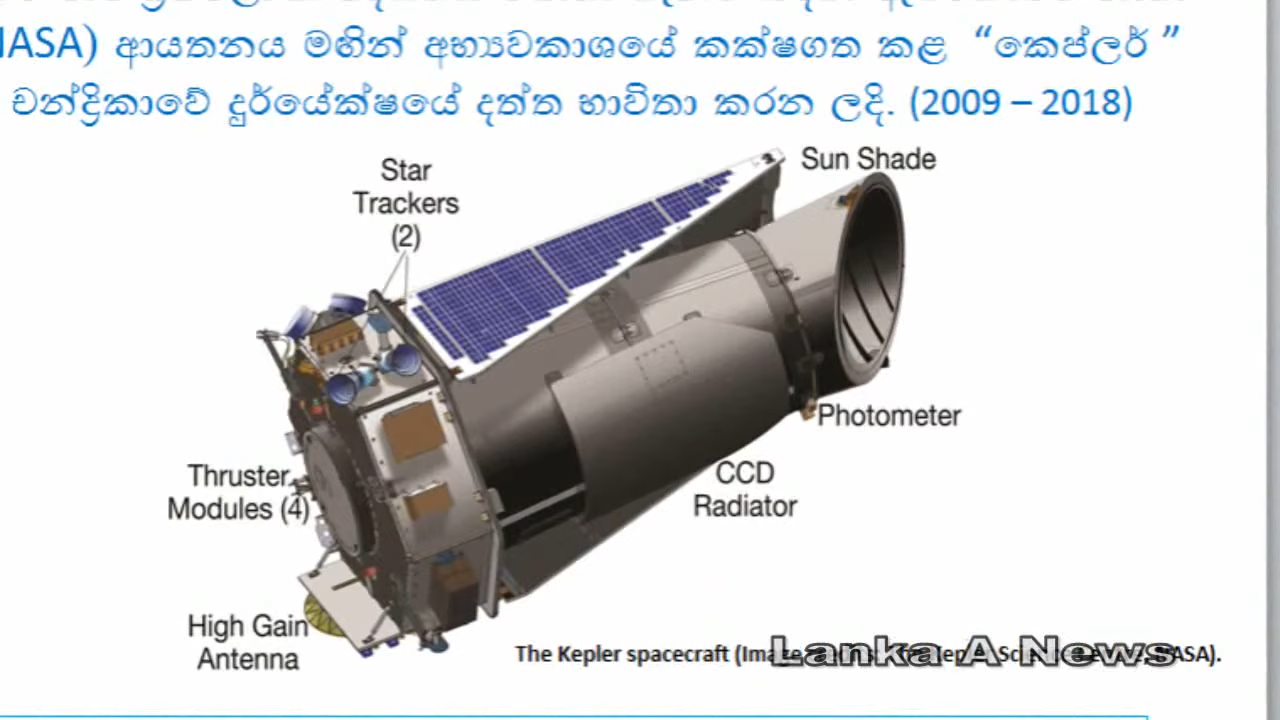 NASA) ආයතනය මඟින් අභ්‍යවකාශයේ කක්ෂගත කළ “කෙප්ලර්”
චන්ද්‍රිකාවේ දුර්යේක්ෂයේ දත්ත භාවිතා කරන ලදි. (2009 – 2018)
Star
Trackers
(2)
Sun Shade
Photometer
CCD
Radiator
Thruster
Modules (4)
High Gain
Antenna
The Kepler spacecraft
Lanka A News